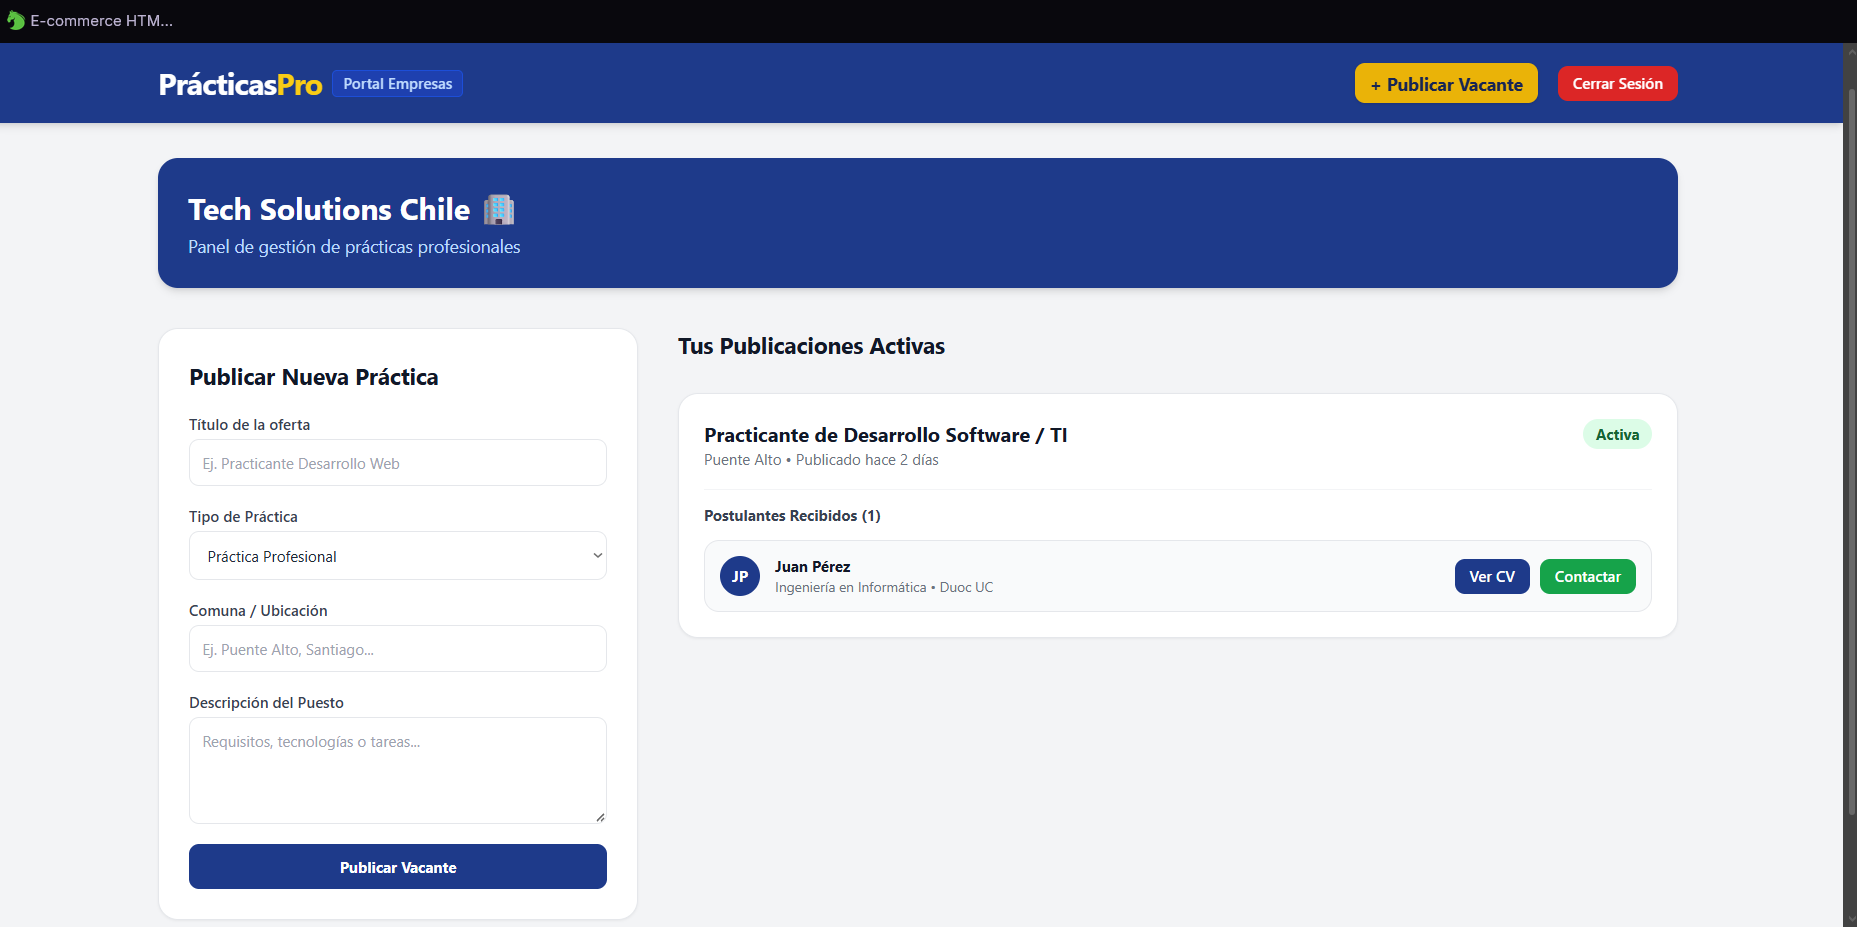 E-commerce HTM...
PrácticasPro Portal Empresas + Publicar Vacante Cerrar Sesión
Tech Solutions Chile
Panel de gestión de prácticas profesionales
Publicar Nueva Práctica
Título de la oferta
Ej. Practicante Desarrollo Web
Tipo de Práctica
Práctica Profesional
Comuna / Ubicación
Ej. Puente Alto, Santiago...
Descripción del Puesto
Requisitos, tecnologías o tareas...
Publicar Vacante
Tus Publicaciones Activas
Practicante de Desarrollo Software / TI Activa
Puente Alto • Publicado hace 2 días
Postulantes Recibidos (1)
JP Juan Pérez
Ingeniería en Informática • Duoc UC
Ver CV Contactar